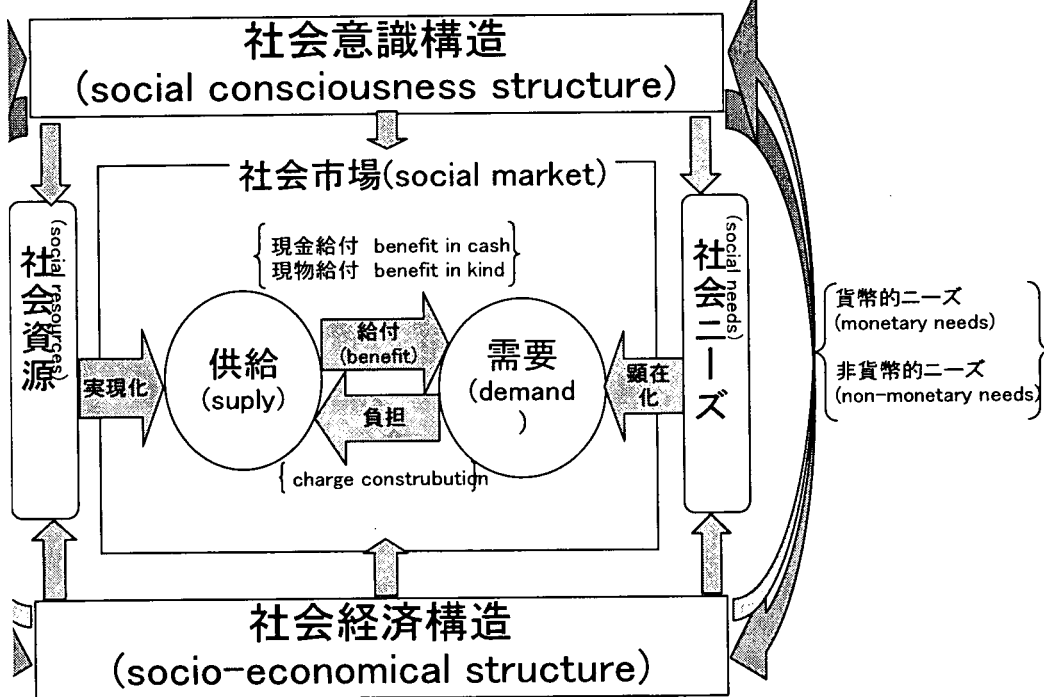 社会意識構造
(social consciousness structure)
社会市場(social market)
現金給付 benefit in cash
現物給付 benefit in kind
社会資源
(social resources)
実現化
供給
(suply)
給付
(benefit)
負担
需要
(demand
)
顕在
化
社会ニーズ
(social needs)
貨幣的ニーズ
(monetary needs)
非貨幣的ニーズ
(non-monetary needs)
charge construbution
社会経済構造
(socio-economical structure)